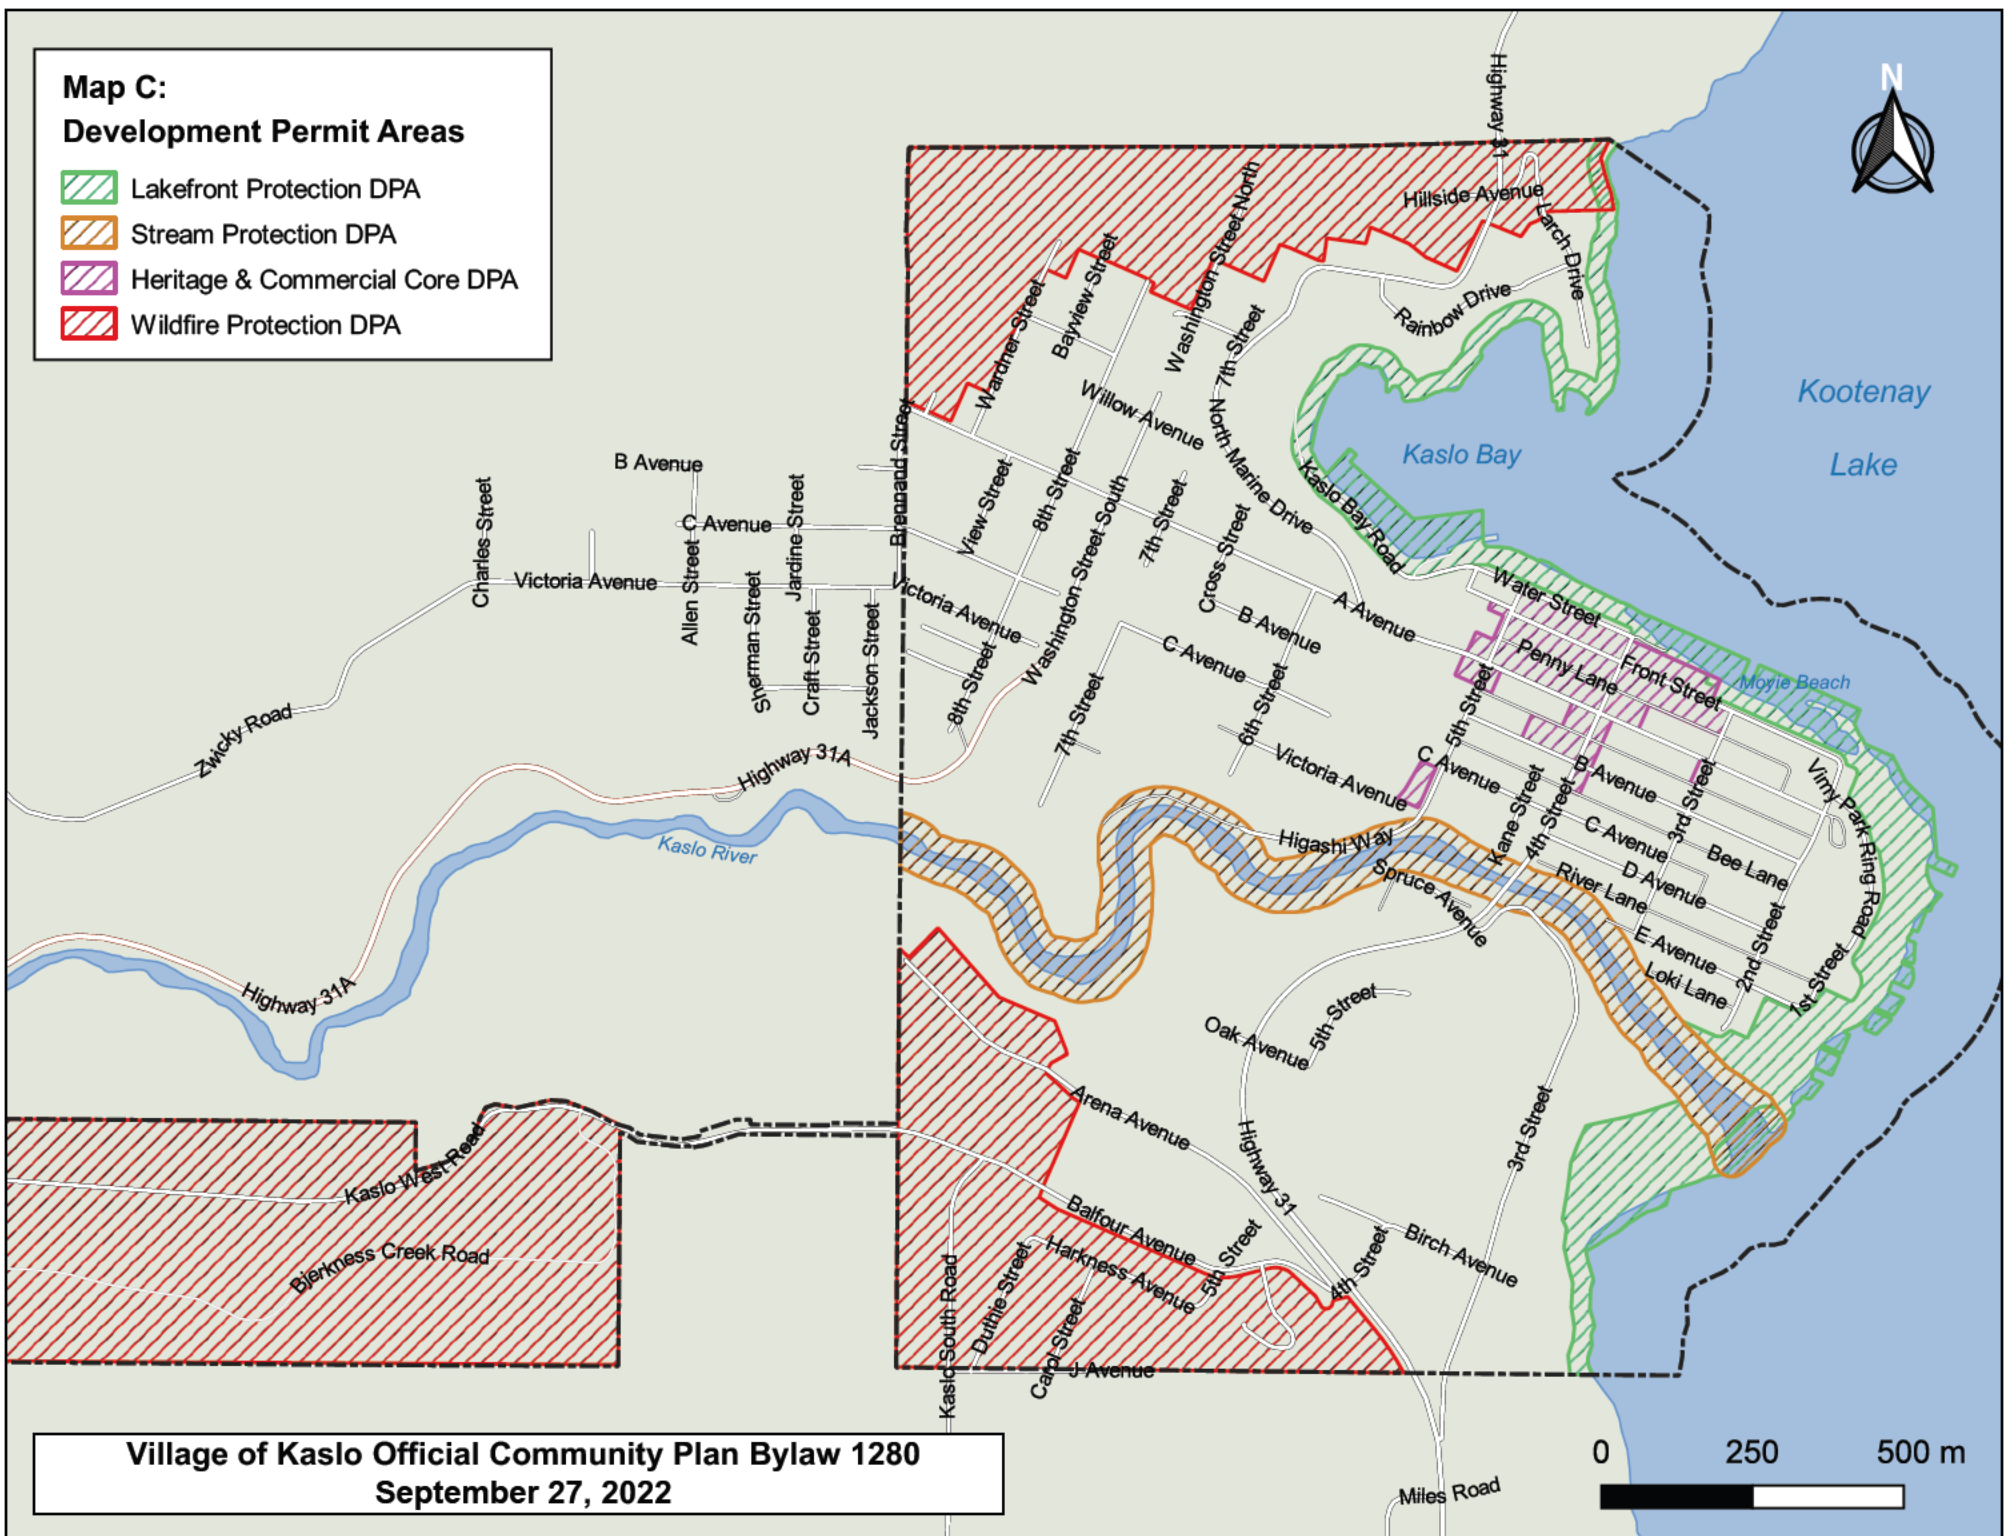 Map C:
Development Permit Areas
Lakefront Protection DPA
Stream Protection DPA
Heritage & Commercial Core DPA
Wildfire Protection DPA
N
Highway 31
Hillside Avenue
Larch Drive
Rainbow Drive
Washington Street North
Bayview Street
Wardner Street
7th Street
Willow Avenue
North Marine Drive
Kootenay
Lake
Kaslo Bay
Kaslo Bay Road
B Avenue
Charles Street
C Avenue
Allen Street
Jardine Street
Brennand Street
View Street
8th Street
Washington Street South
7th Street
Cross Street
Victoria Avenue
Sherman Street
Craft Street
Jackson Street
Victoria Avenue
8th Street
A Avenue
B Avenue
C Avenue
6th Street
7th Street
Water Street
Penny Lane
Front Street
Moyie Beach
5th Street
Zwicky Road
Highway 31A
Kaslo River
Victoria Avenue
C Avenue
B Avenue
Kane Street
4th Street
3rd Street
Vimy Park Ring Road
Higashi Way
Spruce Avenue
C Avenue
Bee Lane
D Avenue
River Lane
E Avenue
Loki Lane
2nd Street
1st Street
Highway 31A
5th Street
Oak Avenue
Arena Avenue
Highway 31
3rd Street
Kaslo West Road
Bjerkness Creek Road
Balfour Avenue
Harkness Avenue
5th Street
4th Street
Birch Avenue
Duthie Street
Carol Street
Kaslo South Road
J Avenue
Miles Road
Village of Kaslo Official Community Plan Bylaw 1280
September 27, 2022
0 250 500 m